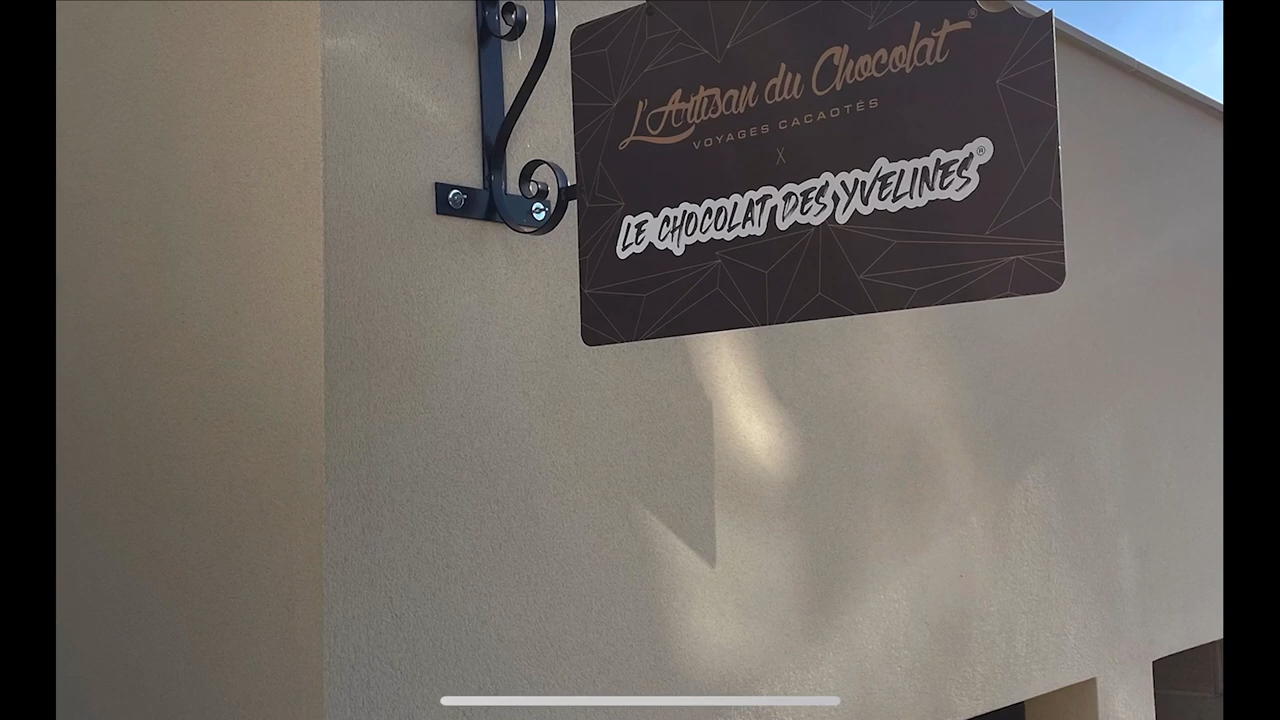 L'Artisan du Chocolat®
VOYAGES CACAOTÉS
X
LE CHOCOLAT DES YVELINES®